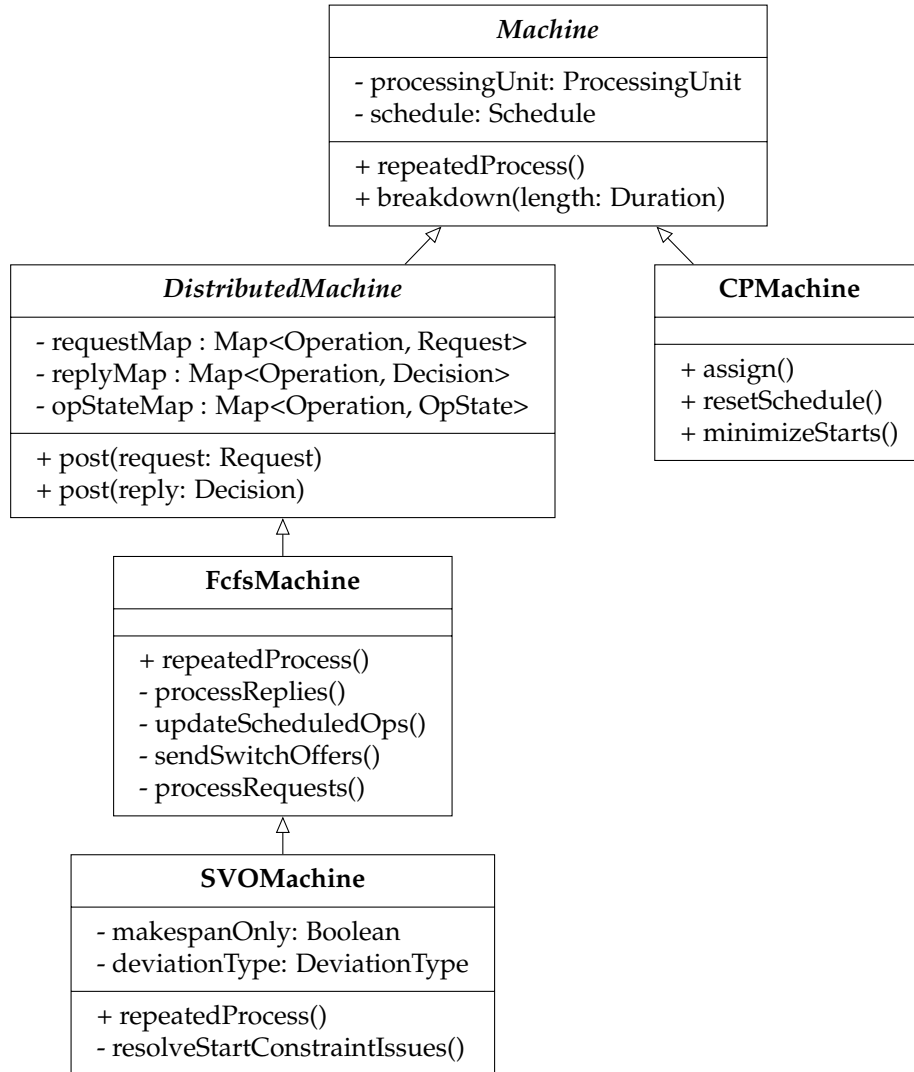 Machine
- processingUnit: ProcessingUnit
- schedule: Schedule
+ repeatedProcess()
+ breakdown(length: Duration)
DistributedMachine
- requestMap : Map<Operation, Request>
- replyMap : Map<Operation, Decision>
- opStateMap : Map<Operation, OpState>
+ post(request: Request)
+ post(reply: Decision)
CPMachine
+ assign()
+ resetSchedule()
+ minimizeStarts()
FcfsMachine
+ repeatedProcess()
- processReplies()
- updateScheduledOps()
- sendSwitchOffers()
- processRequests()
SVOMachine
- makespanOnly: Boolean
- deviationType: DeviationType
+ repeatedProcess()
- resolveStartConstraintIssues()